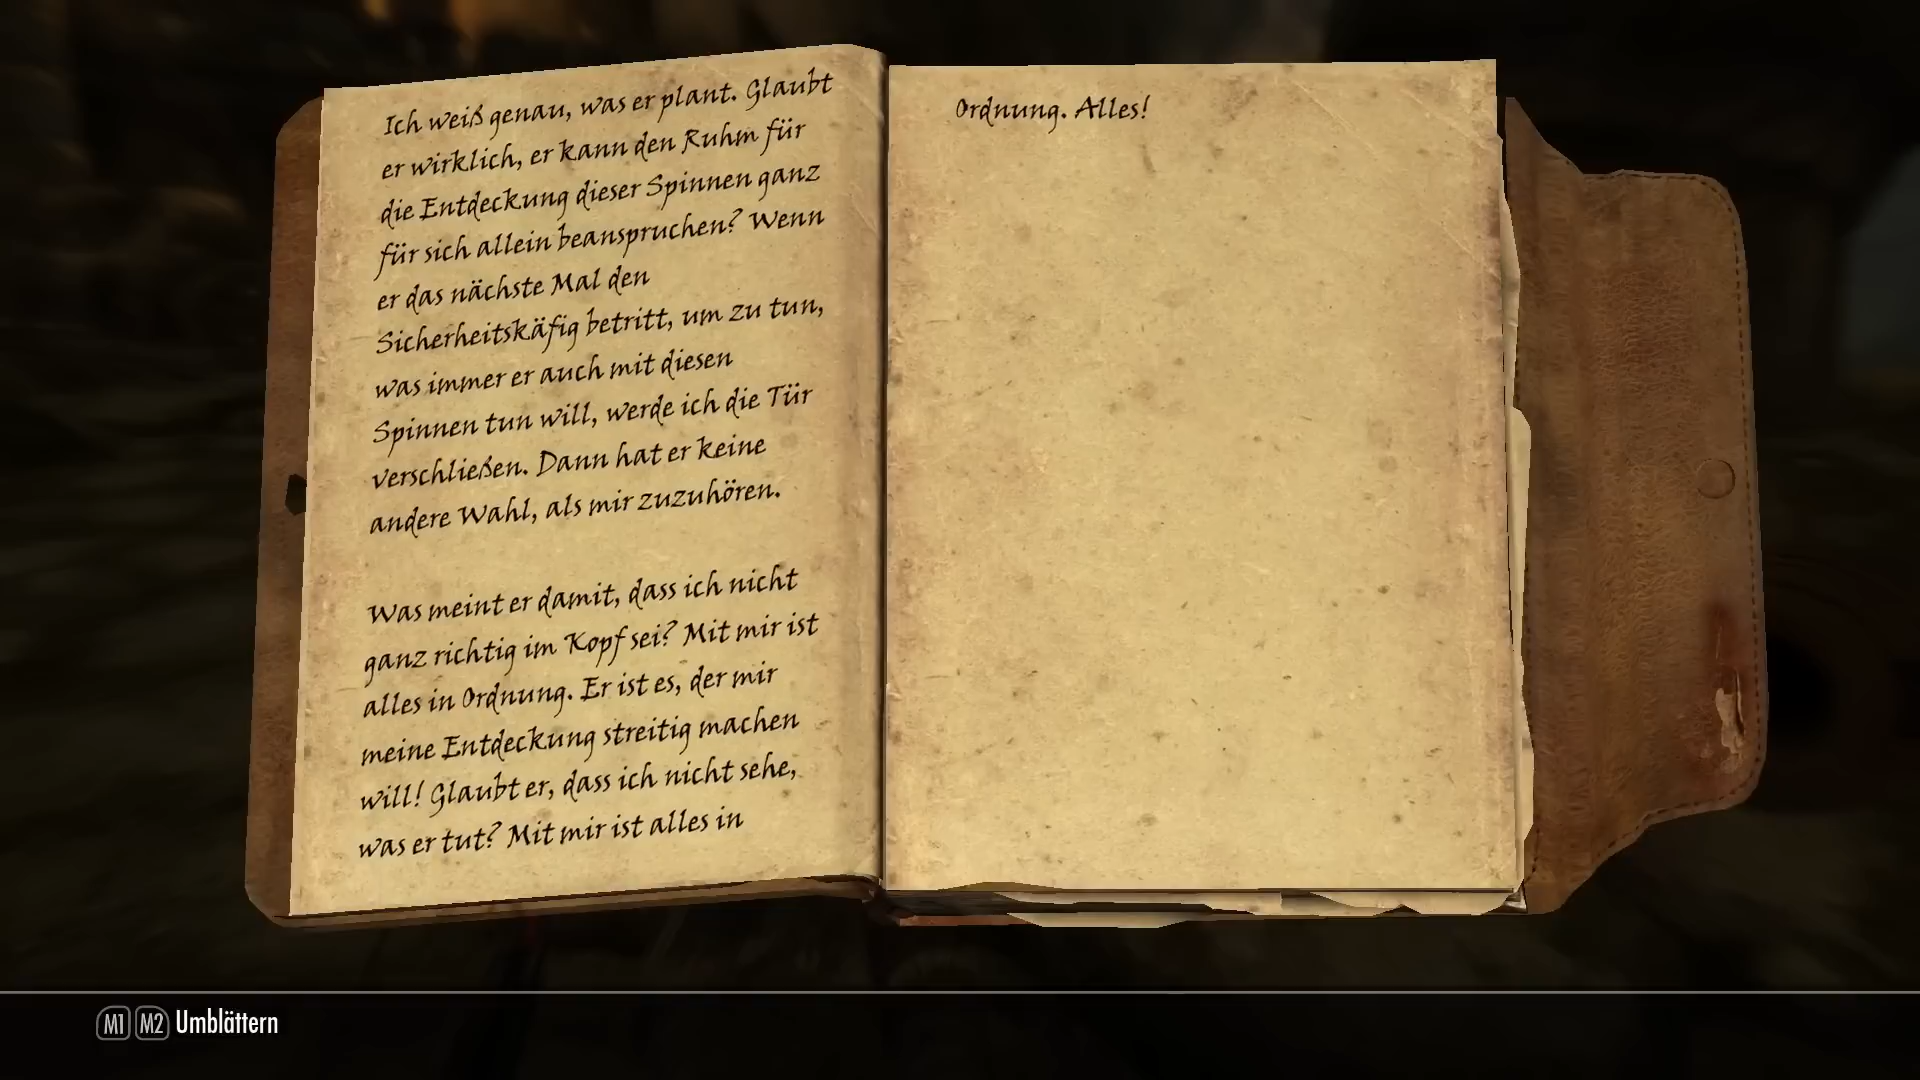 Ich weiß genau, was er plant. Glaubt
er wirklich, er kann den Ruhm für
die Entdeckung dieser Spinnen ganz
für sich allein beanspruchen? Wenn
er das nächste Mal den
Sicherheitskäfig betritt, um zu tun,
was immer er auch mit diesen
Spinnen tun will, werde ich die Tür
verschließen. Dann hat er keine
andere Wahl, als mir zuzuhören.
Was meint er damit, dass ich nicht
ganz richtig im Kopf sei? Mit mir ist
alles in Ordnung. Er ist es, der mir
meine Entdeckung streitig machen
will! Glaubt er, dass ich nicht sehe,
was er tut? Mit mir ist alles in
Ordnung. Alles!
M1 M2 Umblättern